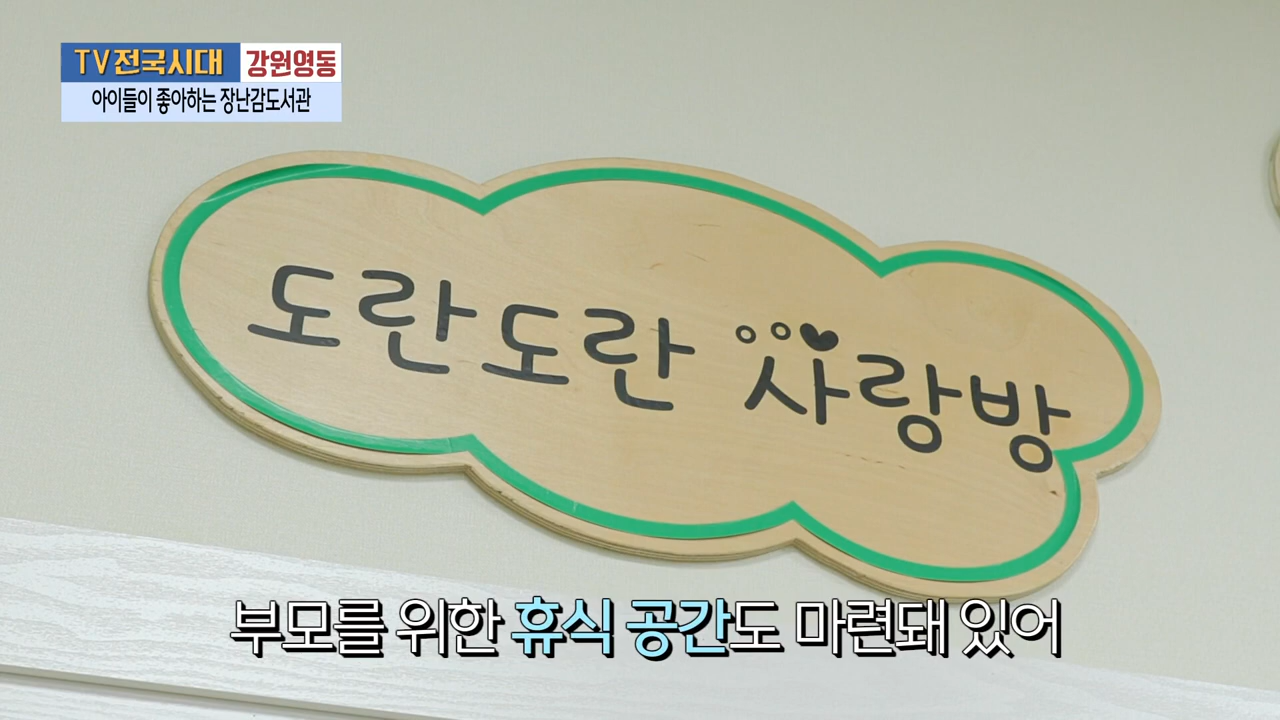 TV 전국시대 강원영동
아이들이 좋아하는 장난감도서관
도란도란 사랑방
부모를 위한 휴식 공간도 마련돼 있어